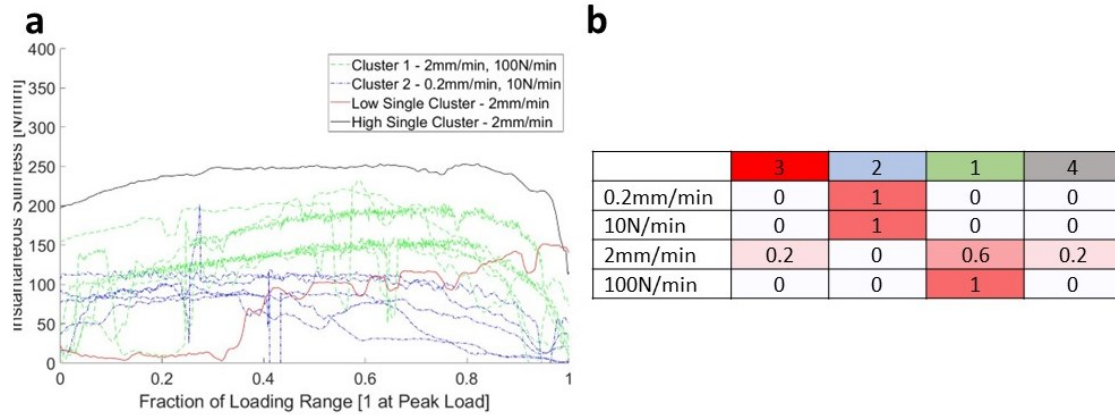 a
400
350
300
250
200
150
100
50
0
Instantaneous Stiffness [N/mm]
0
0.2
0.4
0.6
0.8
1
Fraction of Loading Range [1 at Peak Load]
Cluster 1 - 2mm/min, 100N/min
Cluster 2 - 0.2mm/min, 10N/min
Low Single Cluster - 2mm/min
High Single Cluster - 2mm/min
b
3 2 1 4
0.2mm/min 0 1 0 0
10N/min 0 1 0 0
2mm/min 0.2 0 0.6 0.2
100N/min 0 0 1 0